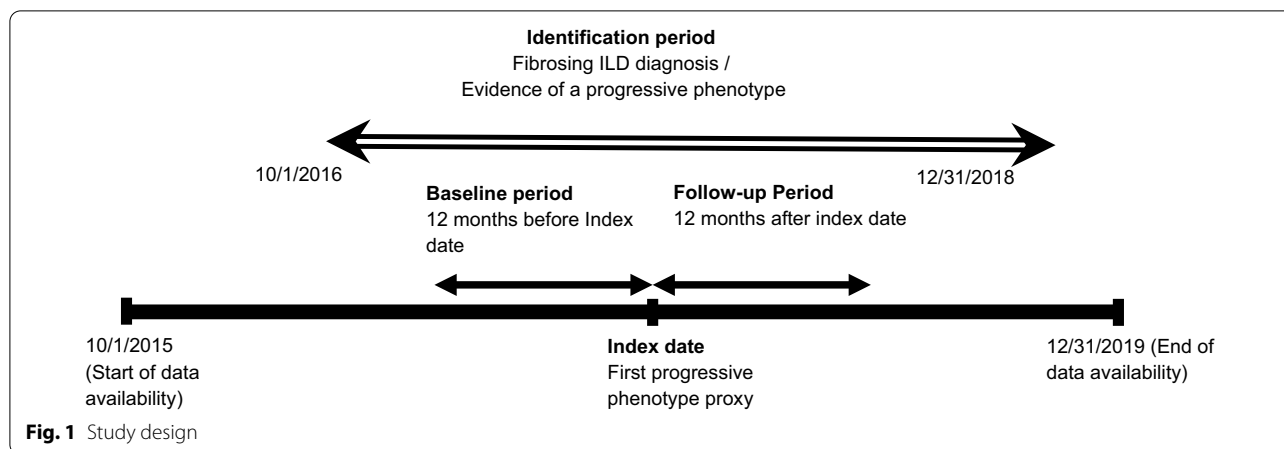 Identification period
Fibrosing ILD diagnosis /
Evidence of a progressive phenotype
10/1/2016
12/31/2018
Baseline period
12 months before Index
date
Follow-up Period
12 months after index date
10/1/2015
(Start of data
availability)
Index date
First progressive
phenotype proxy
12/31/2019 (End of
data availability)
Fig. 1 Study design